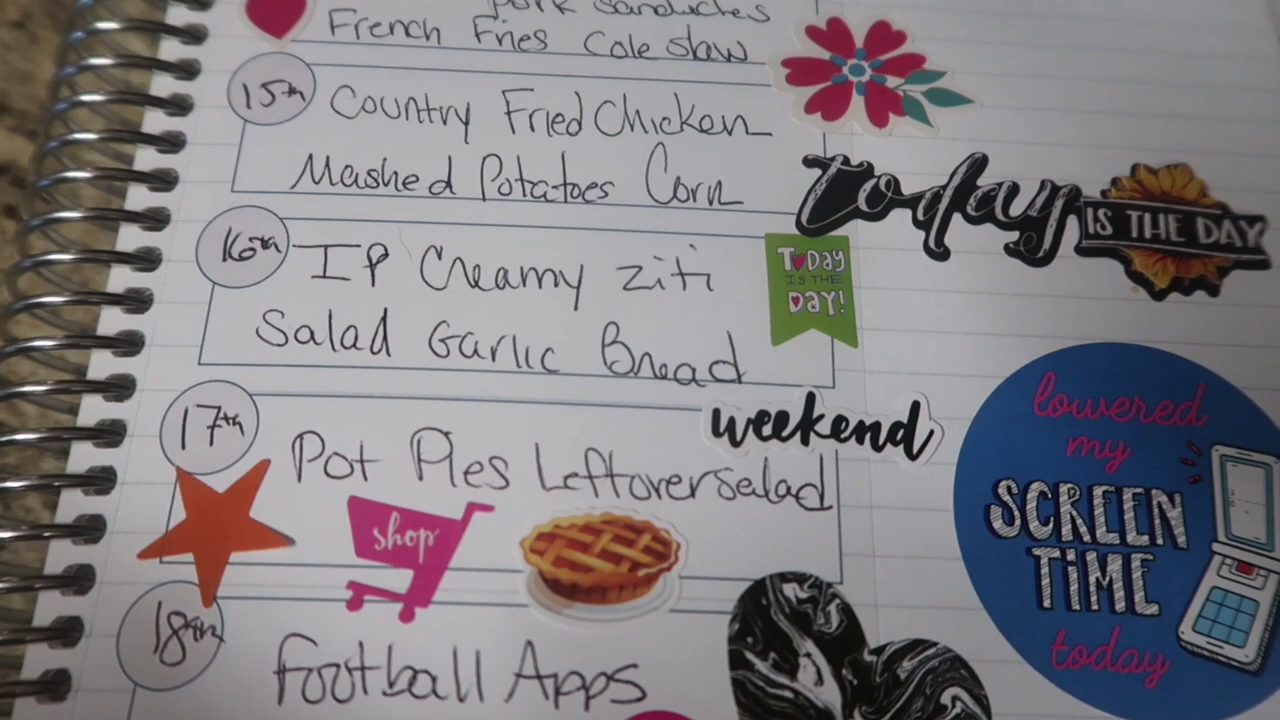 pork sandwiches
French Fries Cole slaw
15th Country Fried Chicken
Mashed Potatoes Corn
today IS THE DAY
16th IP Creamy Ziti
Salad Garlic Bread
TODAY
IS THE
DAY!
weekend
17th Pot Pies Leftover salad
shop
lowered
my
SCREEN
TIME
today
18th Football Apps